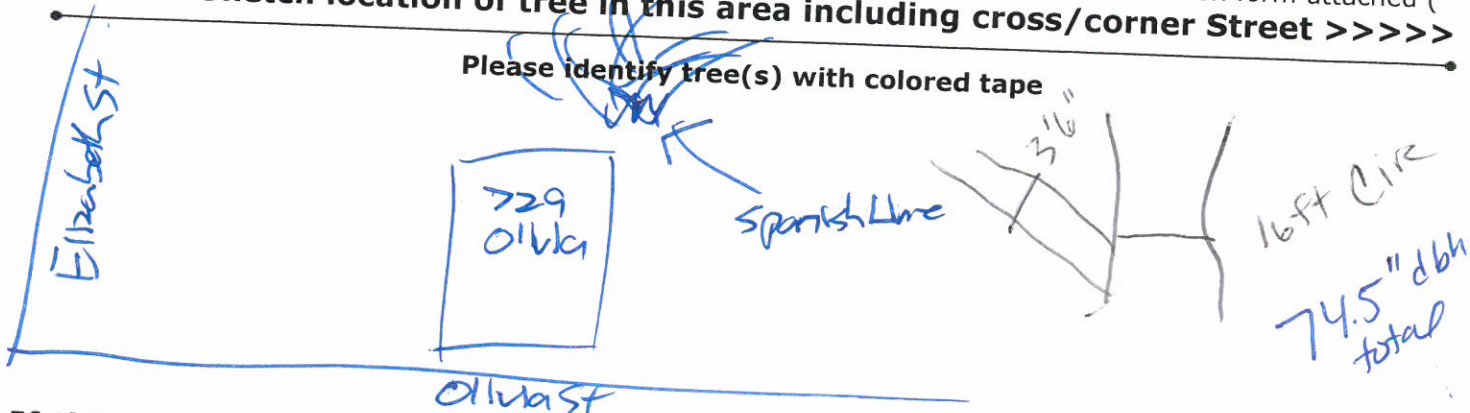 location of tree in this area including cross/corner Street >>>>>
Please identify tree(s) with colored tape
Elizabeth St
729
Olivia
Spanish Lime
3'6"
16 ft Circ
74.5" dbh
total
Olivia St